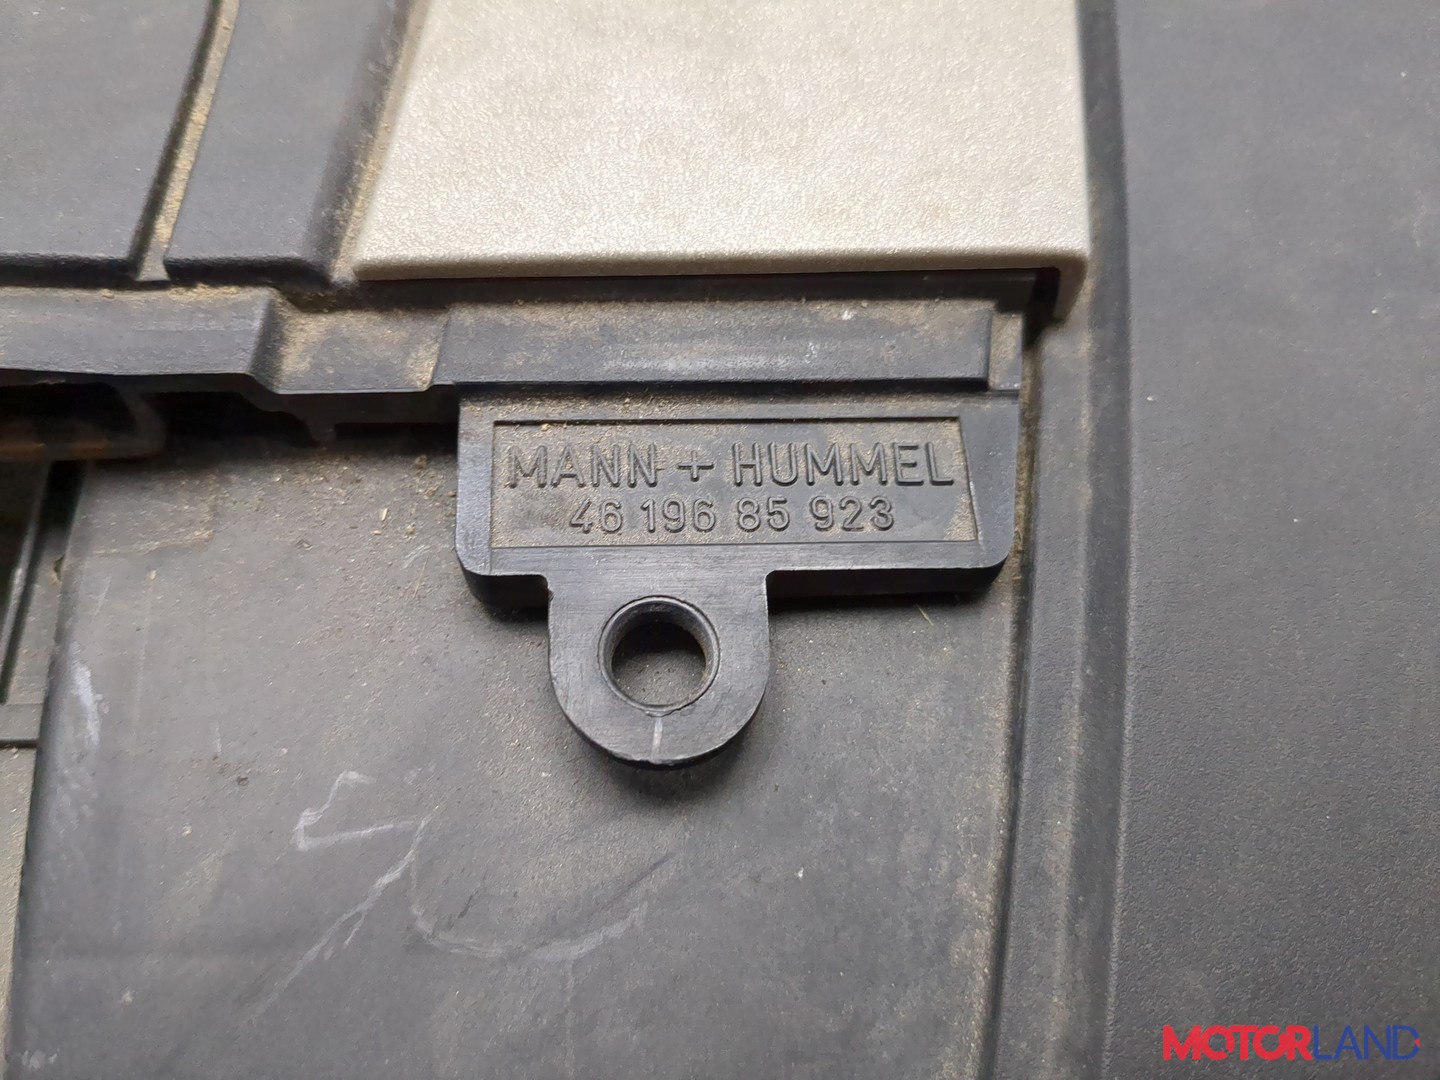 MANN + HUMMEL
46 196 85 923
MOTORLAND